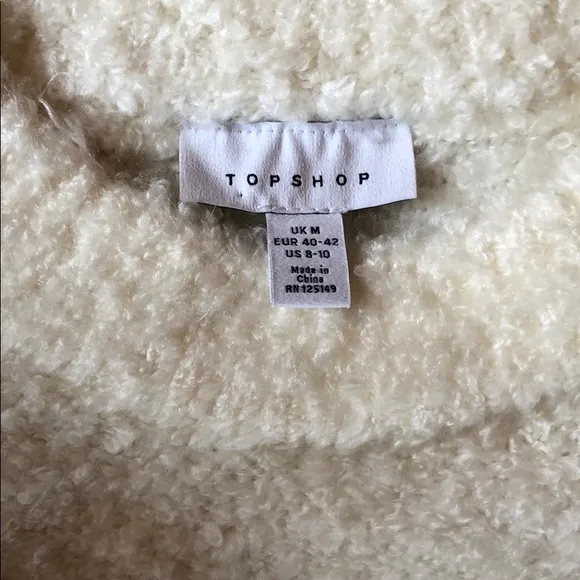 TOPSHOP
UK M
EUR 40-42
US 8-10
Made in
China
RN 125149